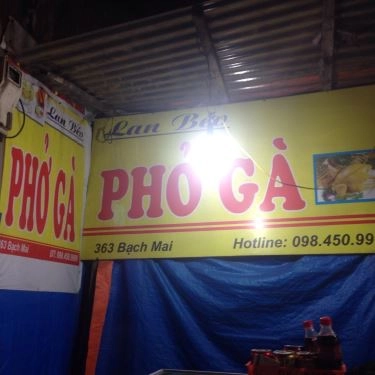 Lan Béo
PHỞ GÀ
363 Bạch Mai
Lan Béo
PHỞ GÀ
363 Bạch Mai Hotline: 098.450.99